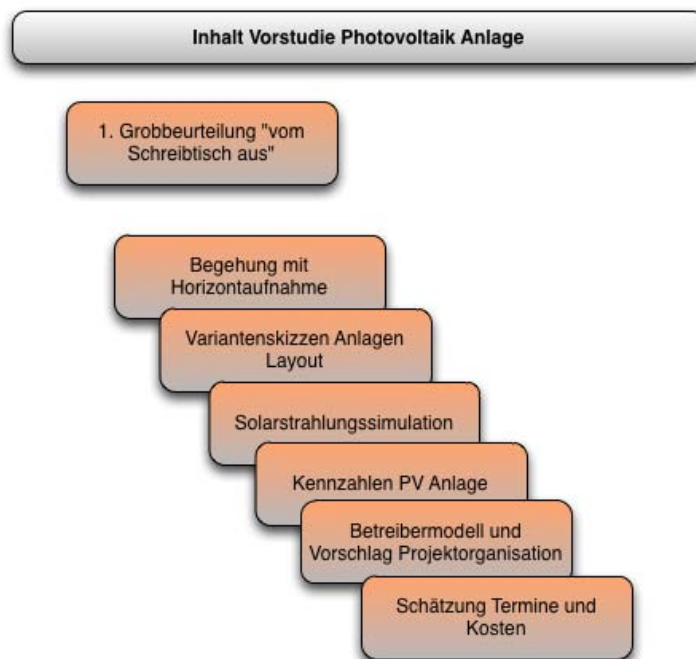 Inhalt Vorstudie Photovoltaik Anlage
1. Grobbeurteilung "vom
Schreibtisch aus"
Begehung mit
Horizontaufnahme
Variantenskizzen Anlagen
Layout
Solarstrahlungssimulation
Kennzahlen PV Anlage
Betreibermodell und
Vorschlag Projektorganisation
Schätzung Termine und
Kosten